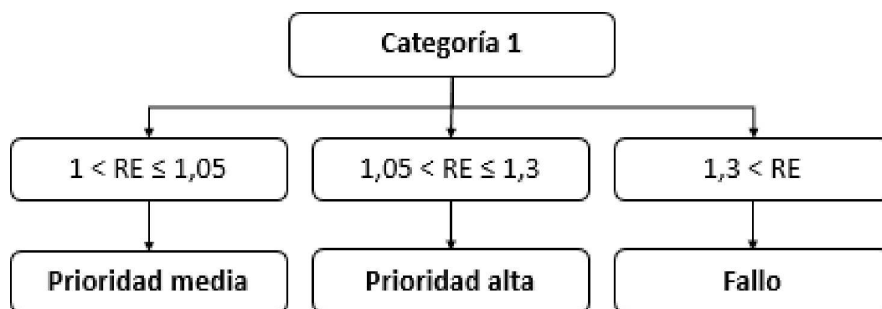 Categoría 1
1 < RE ≤ 1,05
1,05 < RE ≤ 1,3
1,3 < RE
Prioridad media
Prioridad alta
Fallo